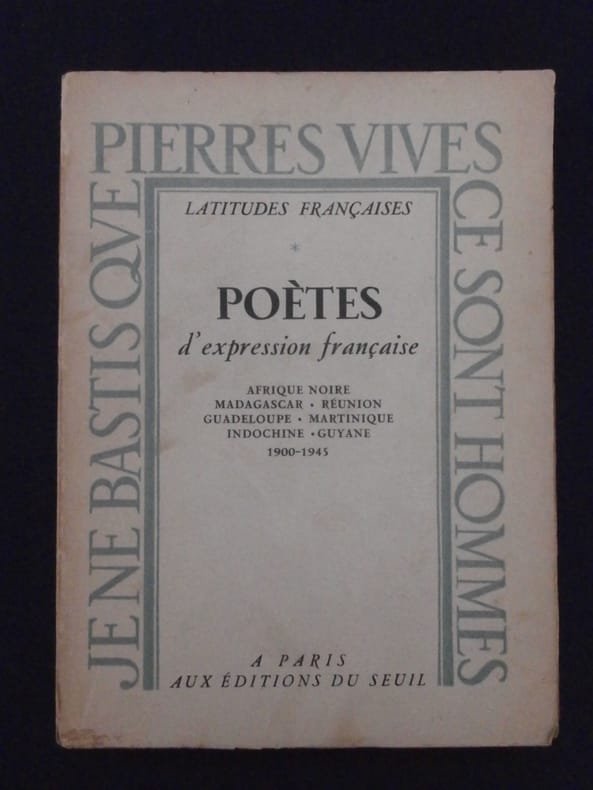 JE NE BASTIS QVE
PIERRES VIVES
CE SONT HOMMES
LATITUDES FRANÇAISES
*
POÈTES
d'expression française
AFRIQUE NOIRE
MADAGASCAR • RÉUNION
GUADELOUPE • MARTINIQUE
INDOCHINE • GUYANE
1900-1945
A PARIS
AUX ÉDITIONS DU SEUIL